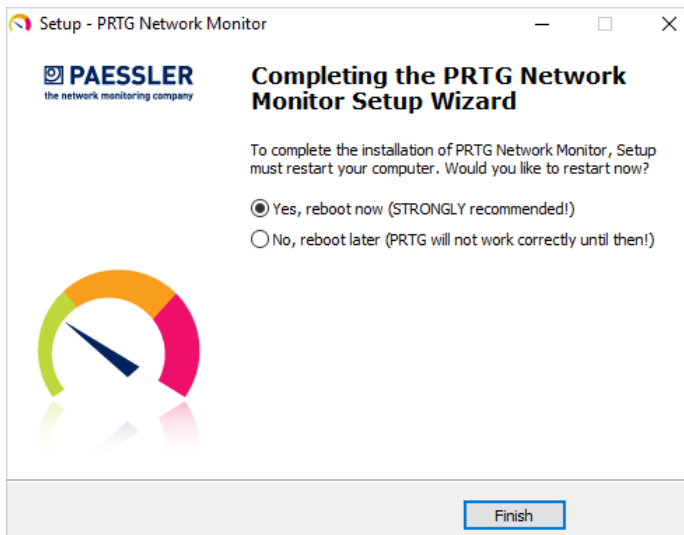 Setup - PRTG Network Monitor
PAESSLER
the network monitoring company
Completing the PRTG Network
Monitor Setup Wizard
To complete the installation of PRTG Network Monitor, Setup
must restart your computer. Would you like to restart now?
Yes, reboot now (STRONGLY recommended!)
No, reboot later (PRTG will not work correctly until then!)
Finish